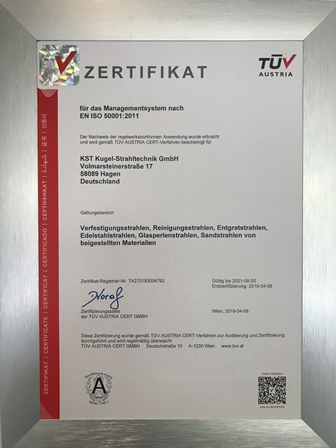 ZERTIFIKAT
TÜV
AUSTRIA
für das Managementsystem nach
EN ISO 50001:2011
Der Nachweis der regelwerkskonformen Anwendung wurde erbracht
und wird gemäß TÜV AUSTRIA CERT-Verfahren bescheinigt für
KST Kugel-Strahltechnik GmbH
Volmarsteinerstraße 17
58089 Hagen
Deutschland
Geltungsbereich
Verfestigungsstrahlen, Reinigungsstrahlen, Entgratstrahlen,
Edelstahlstrahlen, Glasperlenstrahlen, Sandstrahlen von
beigestellten Materialien
Zertifikat-Registrier-Nr. TA270183004792
Gültig bis 2021-08-20
Erstzertifizierung: 2019-04-08
Zertifizierungsstelle
der TÜV AUSTRIA CERT GMBH
Wien, 2019-04-08
Diese Zertifizierung wurde gemäß TÜV AUSTRIA CERT-Verfahren zur Auditierung und Zertifizierung
durchgeführt und wird regelmäßig überwacht
TÜV AUSTRIA CERT GMBH Deutschstraße 10 A-1230 Wien www.tuv.at
ZERTIFIKAT | CERTIFICATE | CERTIFICAT | CERTIFICADO | СЕРТИФИКАТ